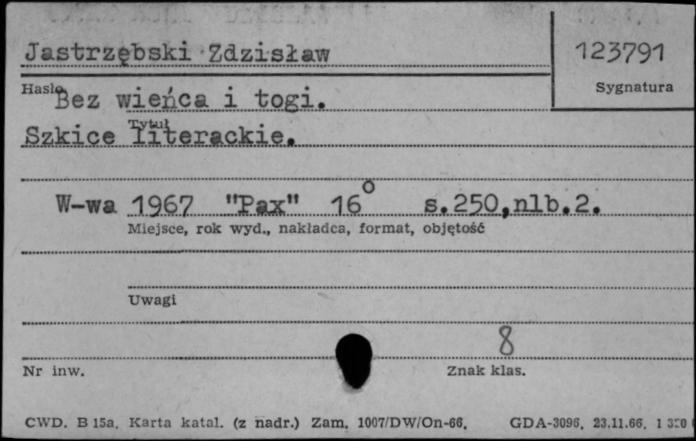 Jastrzębski Zdzisław
123791
Sygnatura
Hasło
Bez wieńca i togi.
Tytuł
Szkice literackie.
W-wa 1967 "Pax" 16° s.250,nlb.2.
Miejsce, rok wyd., nakładca, format, objętość
Uwagi
8
Nr inw.
Znak klas.
CWD. B 15a. Karta katal. (z nadr.) Zam. 1007/DW/On-66. GDA-3096. 23.11.66. 1